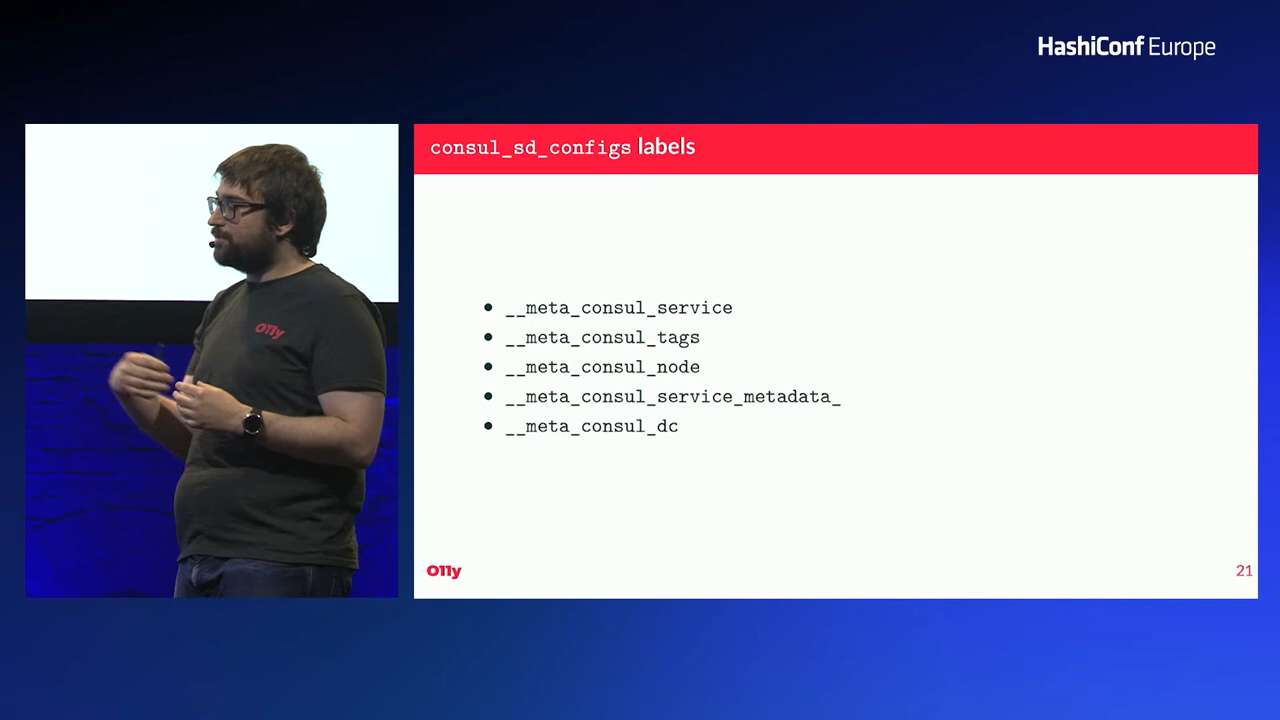 HashiConf Europe
consul_sd_configs labels
O11y
• __meta_consul_service
• __meta_consul_tags
• __meta_consul_node
• __meta_consul_service_metadata_
• __meta_consul_dc
O11y
21